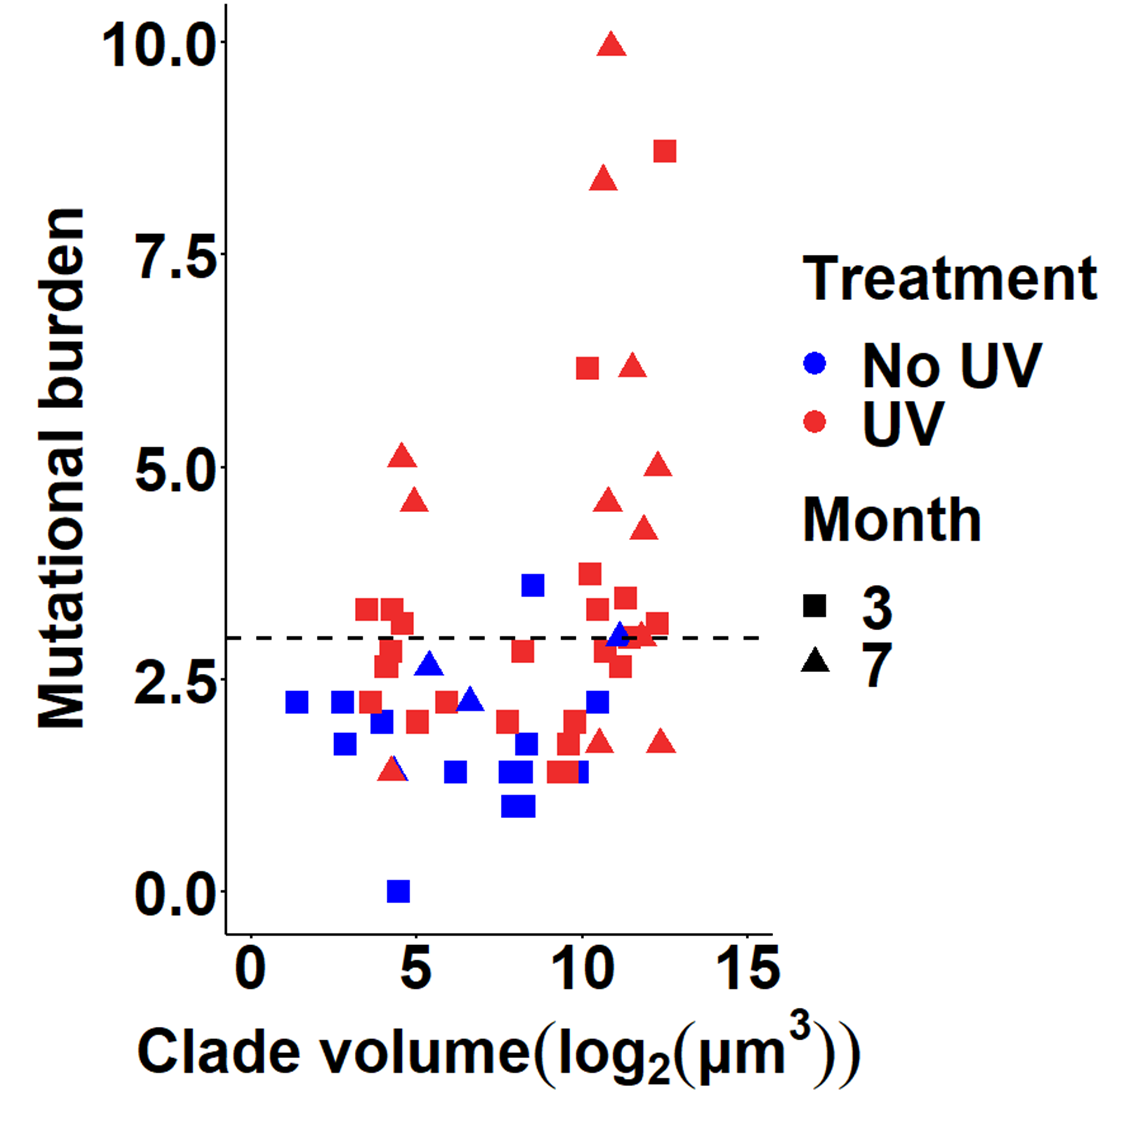 10.0
7.5
5.0
2.5
0.0
Mutational burden
0 5 10 15
Clade volume(log₂(µm³))
Treatment
No UV
UV
Month
3
7